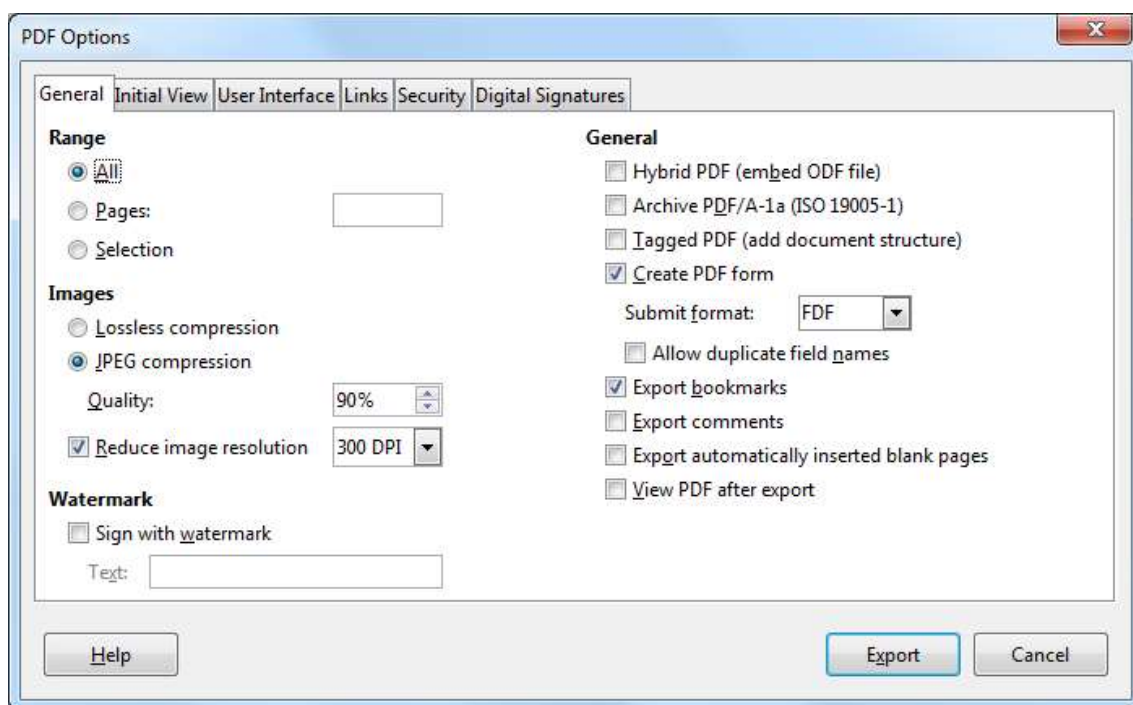 PDF Options
General Initial View User Interface Links Security Digital Signatures
Range
All
Pages:
Selection
Images
Lossless compression
JPEG compression
Quality: 90%
Reduce image resolution 300 DPI
Watermark
Sign with watermark
Text:
General
Hybrid PDF (embed ODF file)
Archive PDF/A-1a (ISO 19005-1)
Tagged PDF (add document structure)
Create PDF form
Submit format: FDF
Allow duplicate field names
Export bookmarks
Export comments
Export automatically inserted blank pages
View PDF after export
Help Export Cancel